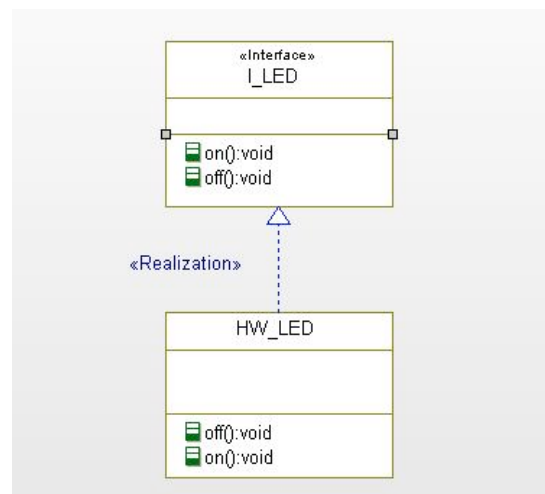 «Interface»
I_LED
on():void
off():void
«Realization»
HW_LED
off():void
on():void